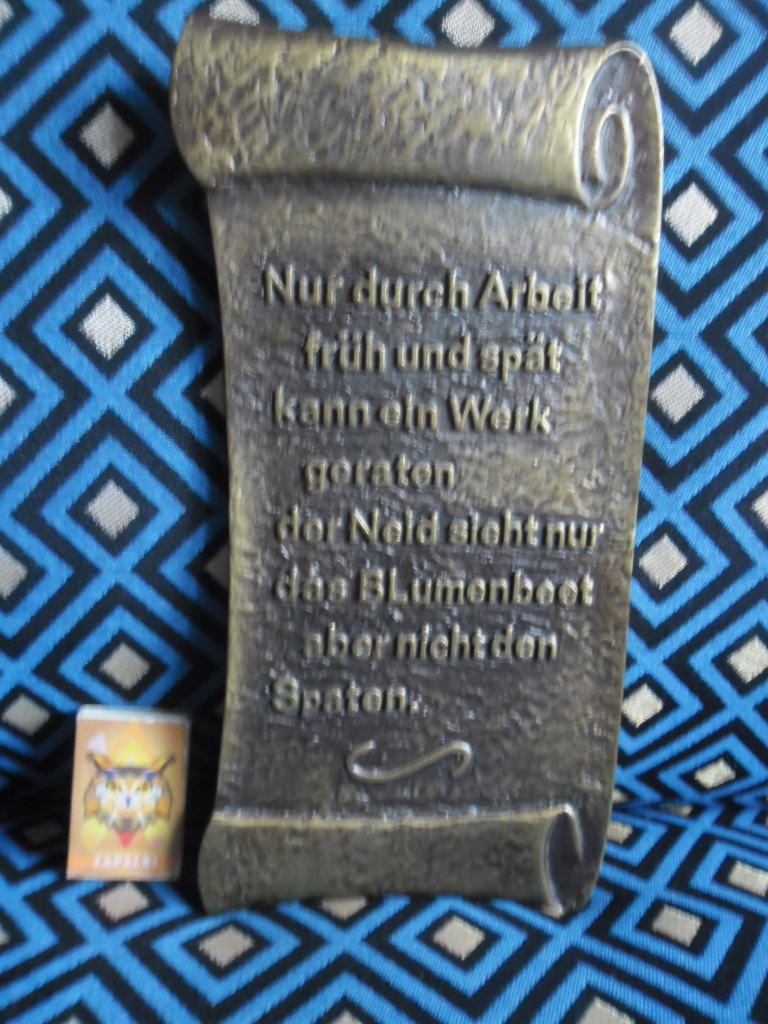 Nur durch Arbeit
früh und spät
kann ein Werk
geraten
der Neid sieht nur
das BLumenbeet
aber nicht den
Spaten.
ZAPAŁKI